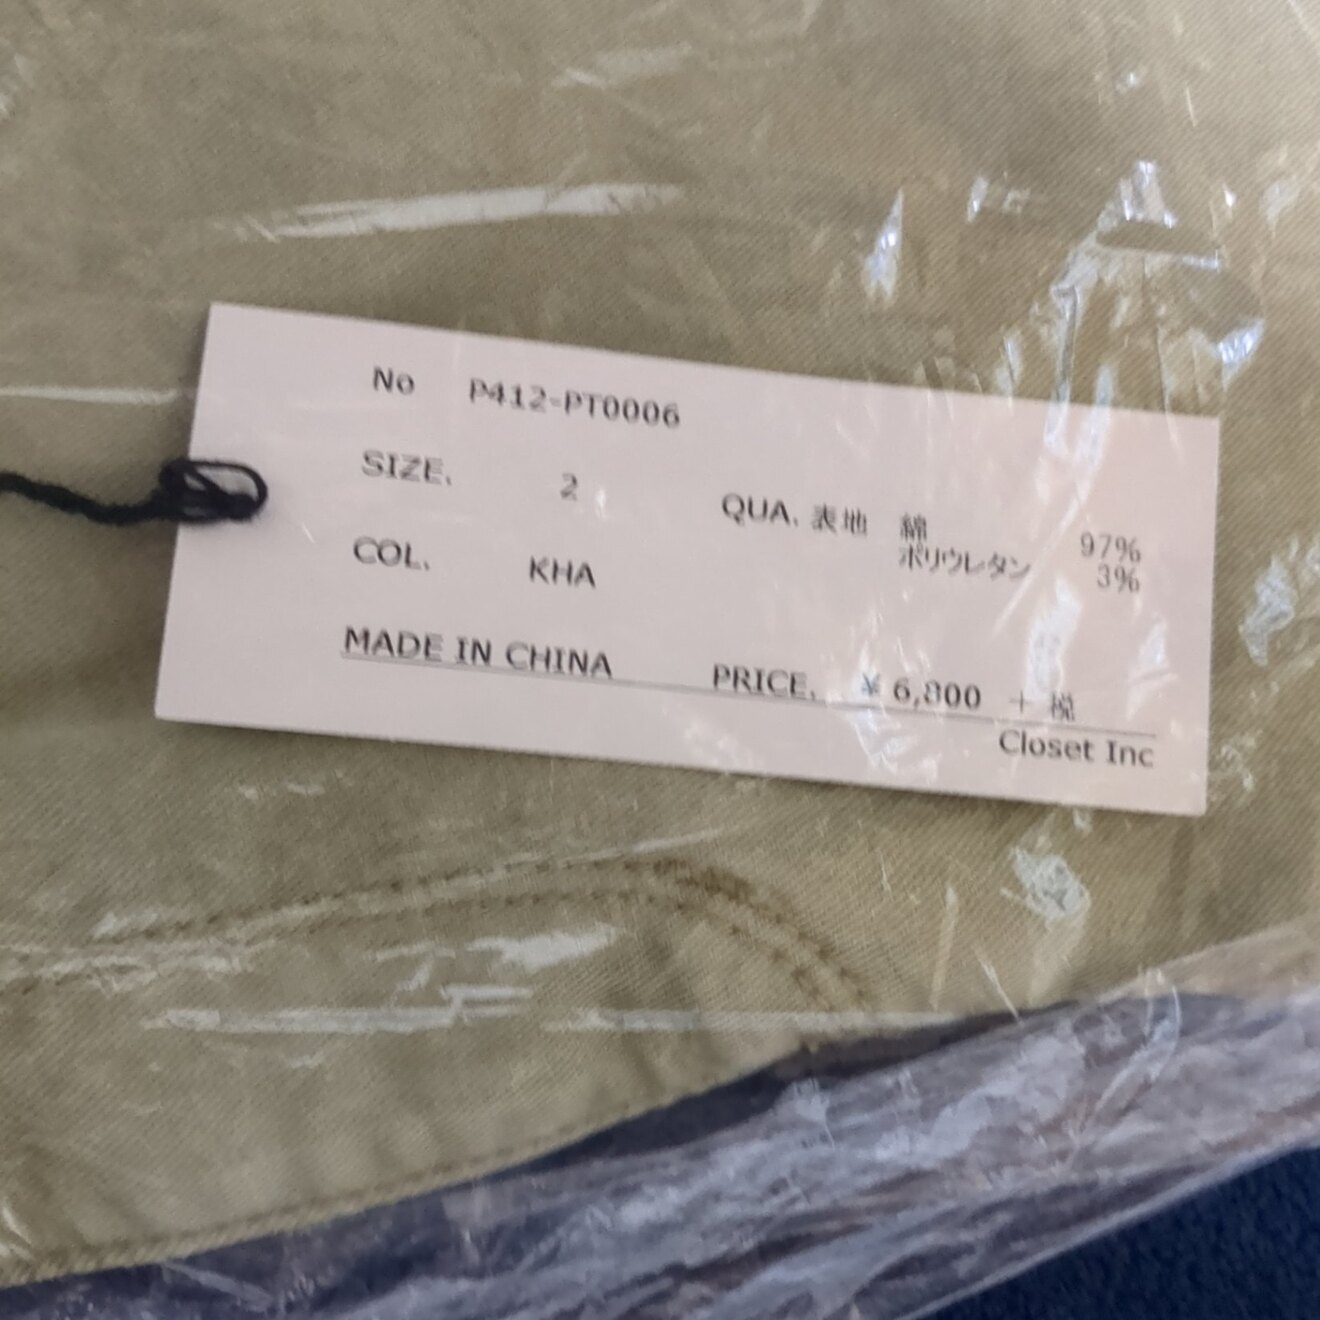 No P412-PT0006
SIZE. 2
QUA. 表地 綿 97%
ポリウレタン 3%
COL. KHA
MADE IN CHINA PRICE. ¥ 6,800 + 税
Closet Inc